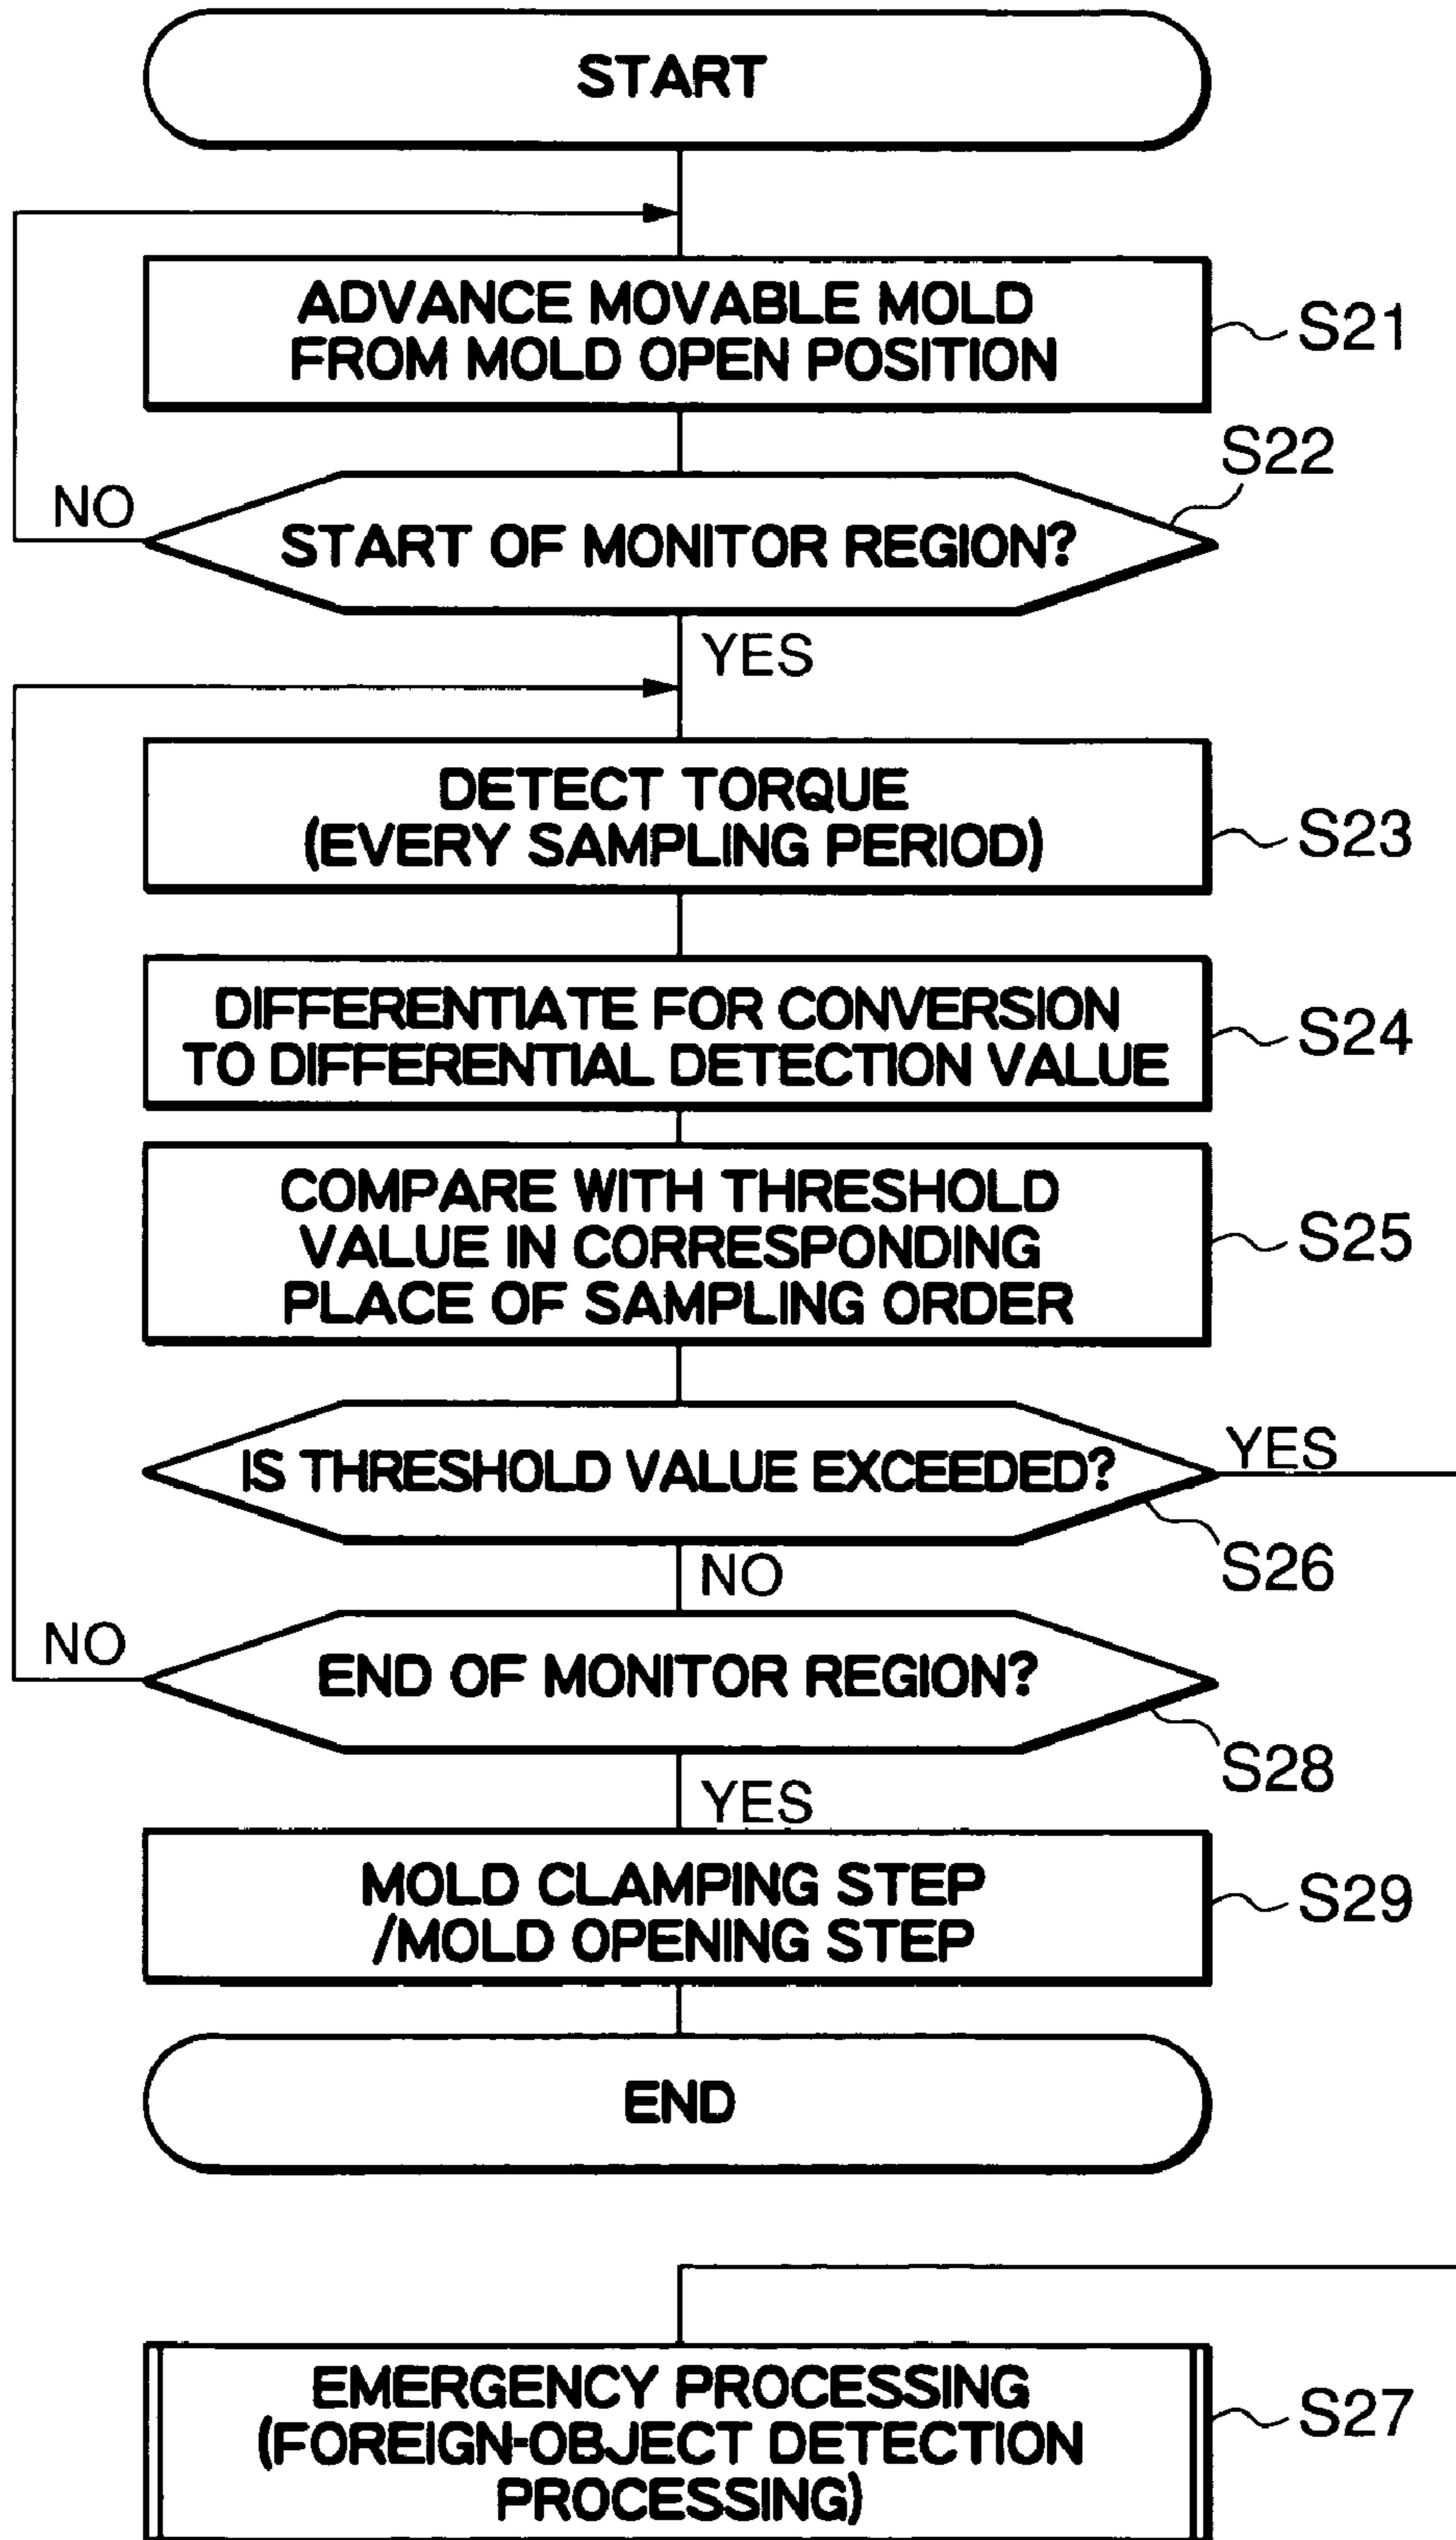 START
ADVANCE MOVABLE MOLD
FROM MOLD OPEN POSITION
S21
S22
NO
START OF MONITOR REGION?
YES
DETECT TORQUE
(EVERY SAMPLING PERIOD)
S23
DIFFERENTIATE FOR CONVERSION
TO DIFFERENTIAL DETECTION VALUE
S24
COMPARE WITH THRESHOLD
VALUE IN CORRESPONDING
PLACE OF SAMPLING ORDER
S25
IS THRESHOLD VALUE EXCEEDED?
YES
S26
NO
NO
END OF MONITOR REGION?
S28
YES
MOLD CLAMPING STEP
/MOLD OPENING STEP
S29
END
EMERGENCY PROCESSING
(FOREIGN-OBJECT DETECTION
PROCESSING)
S27